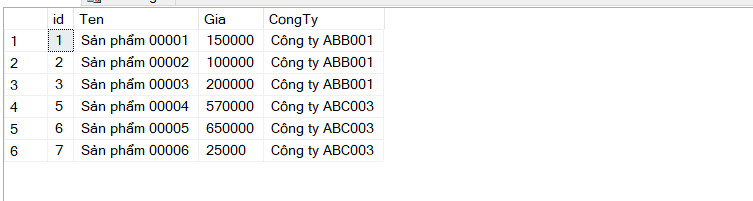 id Ten Gia CongTy
1 1 Sản phẩm 00001 150000 Công ty ABB001
2 2 Sản phẩm 00002 100000 Công ty ABB001
3 3 Sản phẩm 00003 200000 Công ty ABB001
4 5 Sản phẩm 00004 570000 Công ty ABC003
5 6 Sản phẩm 00005 650000 Công ty ABC003
6 7 Sản phẩm 00006 25000 Công ty ABC003